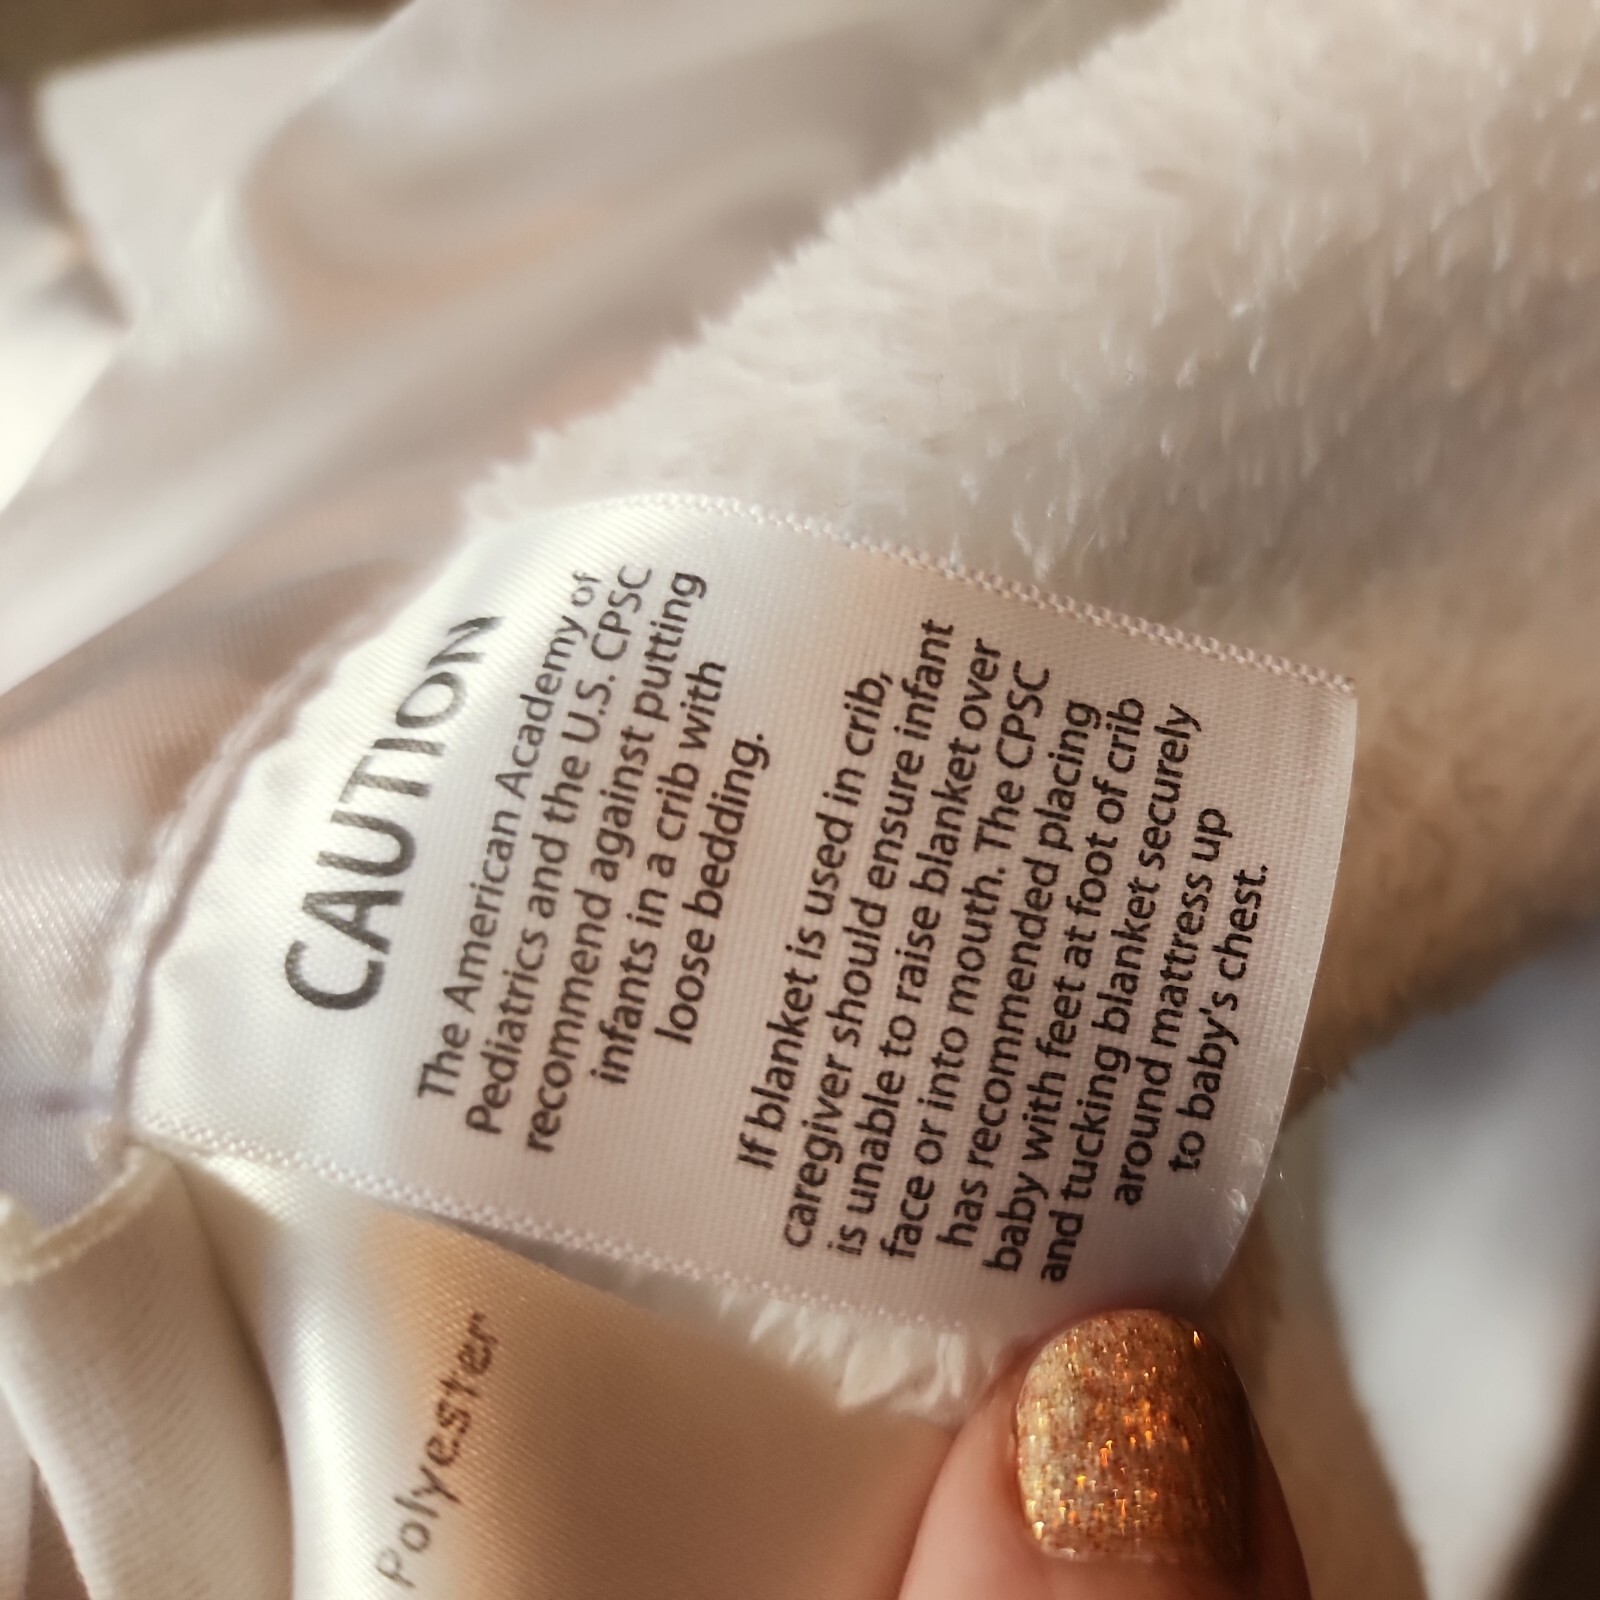 CAUTION
The American Academy of
Pediatrics and the U.S. CPSC
recommend against putting
infants in a crib with
loose bedding.
If blanket is used in crib,
caregiver should ensure infant
is unable to raise blanket over
face or into mouth. The CPSC
has recommended placing
baby with feet at foot of crib
and tucking blanket securely
around mattress up
to baby's chest.
Polyester